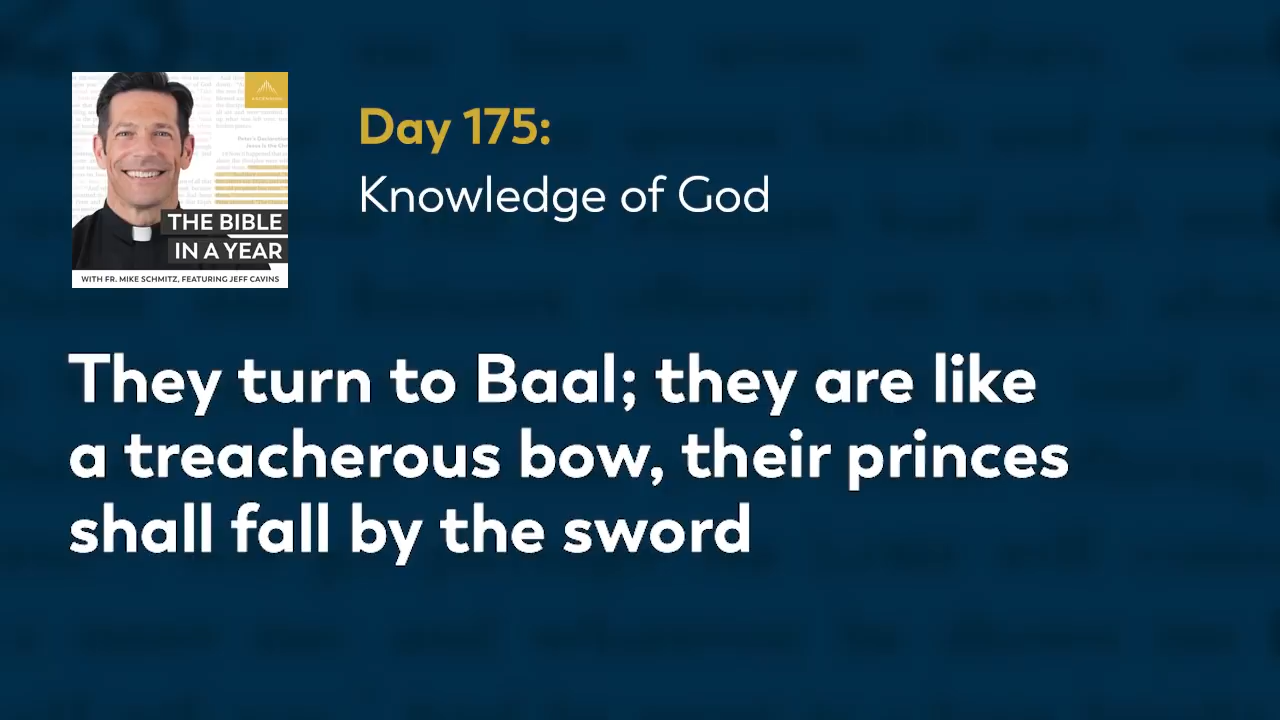 Day 175:
Knowledge of God
THE BIBLE
IN A YEAR
WITH FR. MIKE SCHMITZ, FEATURING JEFF CAVINS
They turn to Baal; they are like
a treacherous bow, their princes
shall fall by the sword